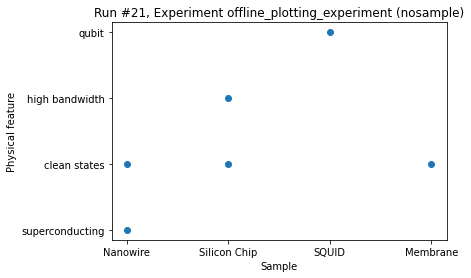 Run #21, Experiment offline_plotting_experiment (nosample)
qubit
high bandwidth
clean states
superconducting
Physical feature
Nanowire Silicon Chip SQUID Membrane
Sample